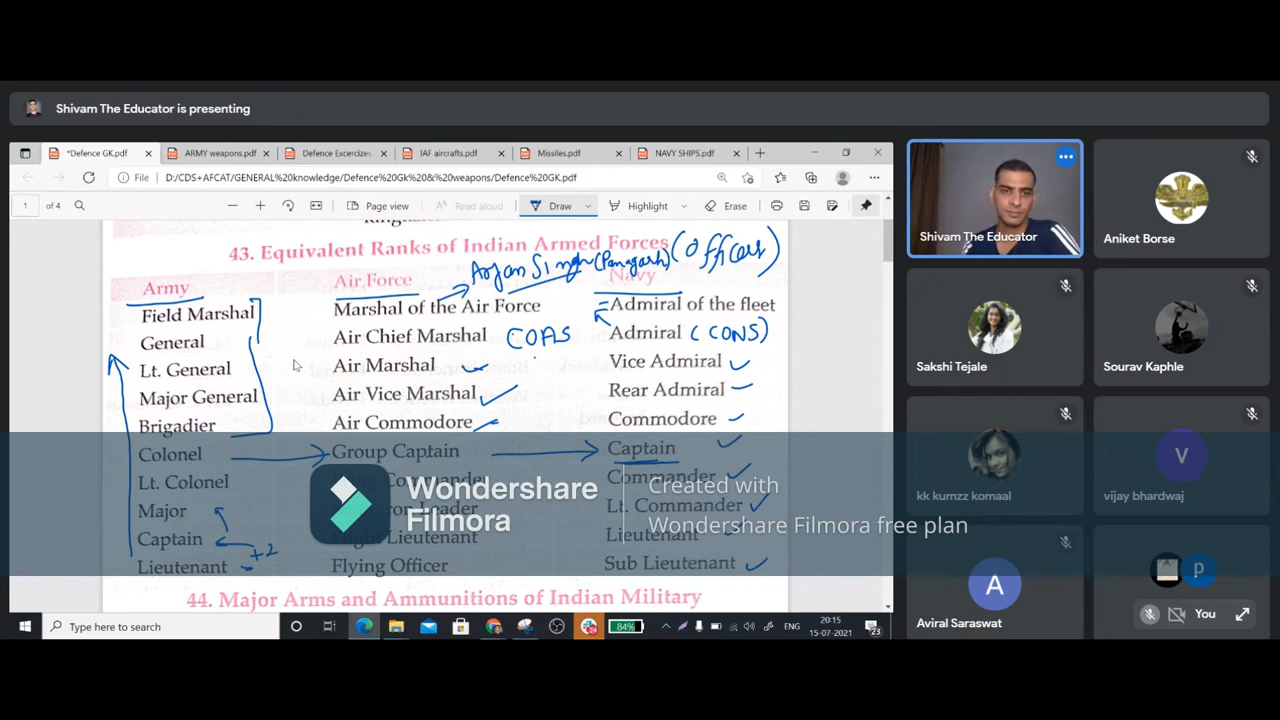 Shivam The Educator is presenting
*Defence GK.pdf
ARMY weapons.pdf
Defence Excercizes
IAF aircrafts.pdf
Missiles.pdf
NAVY SHIPS.pdf
File D:/CDS+AFCAT/GENERAL%20knowledge/Defence%20Gk%20&%20weapons/Defence%20GK.pdf
1 of 4 Page view Read aloud Draw Highlight Erase
43. Equivalent Ranks of Indian Armed Forces (Officers)
Arjan Singh (Panagarh)
Army Air Force Navy
Field Marshal Marshal of the Air Force Admiral of the fleet
General Air Chief Marshal COAS Admiral (CONS)
Lt. General Air Marshal Vice Admiral
Major General Air Vice Marshal Rear Admiral
Brigadier Air Commodore Commodore
Colonel Group Captain Captain
Lt. Colonel Commander Commander
Major Leader Lt. Commander
Captain Lieutenant Lieutenant
+2
Lieutenant Flying Officer Sub Lieutenant
44. Major Arms and Ammunitions of Indian Military
Wondershare
Filmora
Created with
Wondershare Filmora free plan
Type here to search
84%
ENG
20:15
15-07-2021
23
Shivam The Educator
Aniket Borse
Sakshi Tejale
Sourav Kaphle
kk kumzz komaal
V
vijay bhardwaj
A
Aviral Saraswat
p
You